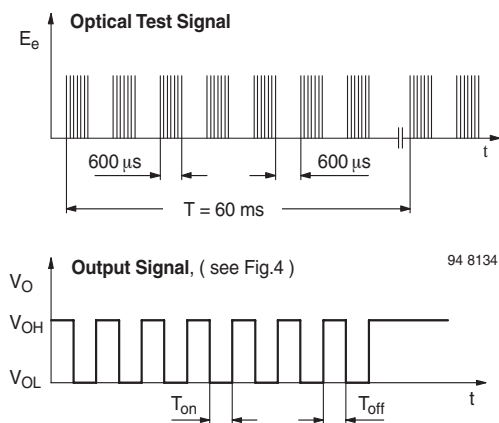 Optical Test Signal
Ee
t
600 µs
600 µs
T = 60 ms
94 8134
Output Signal, ( see Fig.4 )
VO
VOH
VOL
Ton
Toff
t